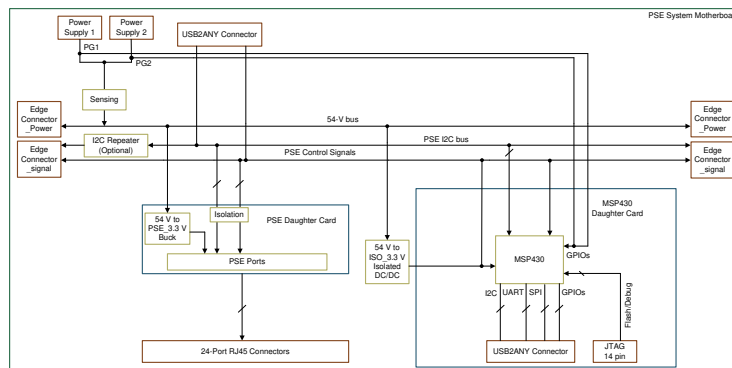 PSE System Motherboard
Power
Supply 1
Power
Supply 2
USB2ANY Connector
PG1
PG2
Sensing
Edge
Connector
_Power
54-V bus
Edge
Connector
_Power
I2C Repeater
(Optional)
PSE I2C bus
Edge
Connector
_signal
PSE Control Signals
Edge
Connector
_signal
MSP430
Daughter Card
54 V to
PSE_3.3 V
Buck
Isolation
PSE Daughter Card
PSE Ports
54 V to
ISO_3.3 V
Isolated
DC/DC
MSP430
GPIOs
I2C
UART
SPI
GPIOs
Flash/Debug
24-Port RJ45 Connectors
USB2ANY Connector
JTAG
14 pin